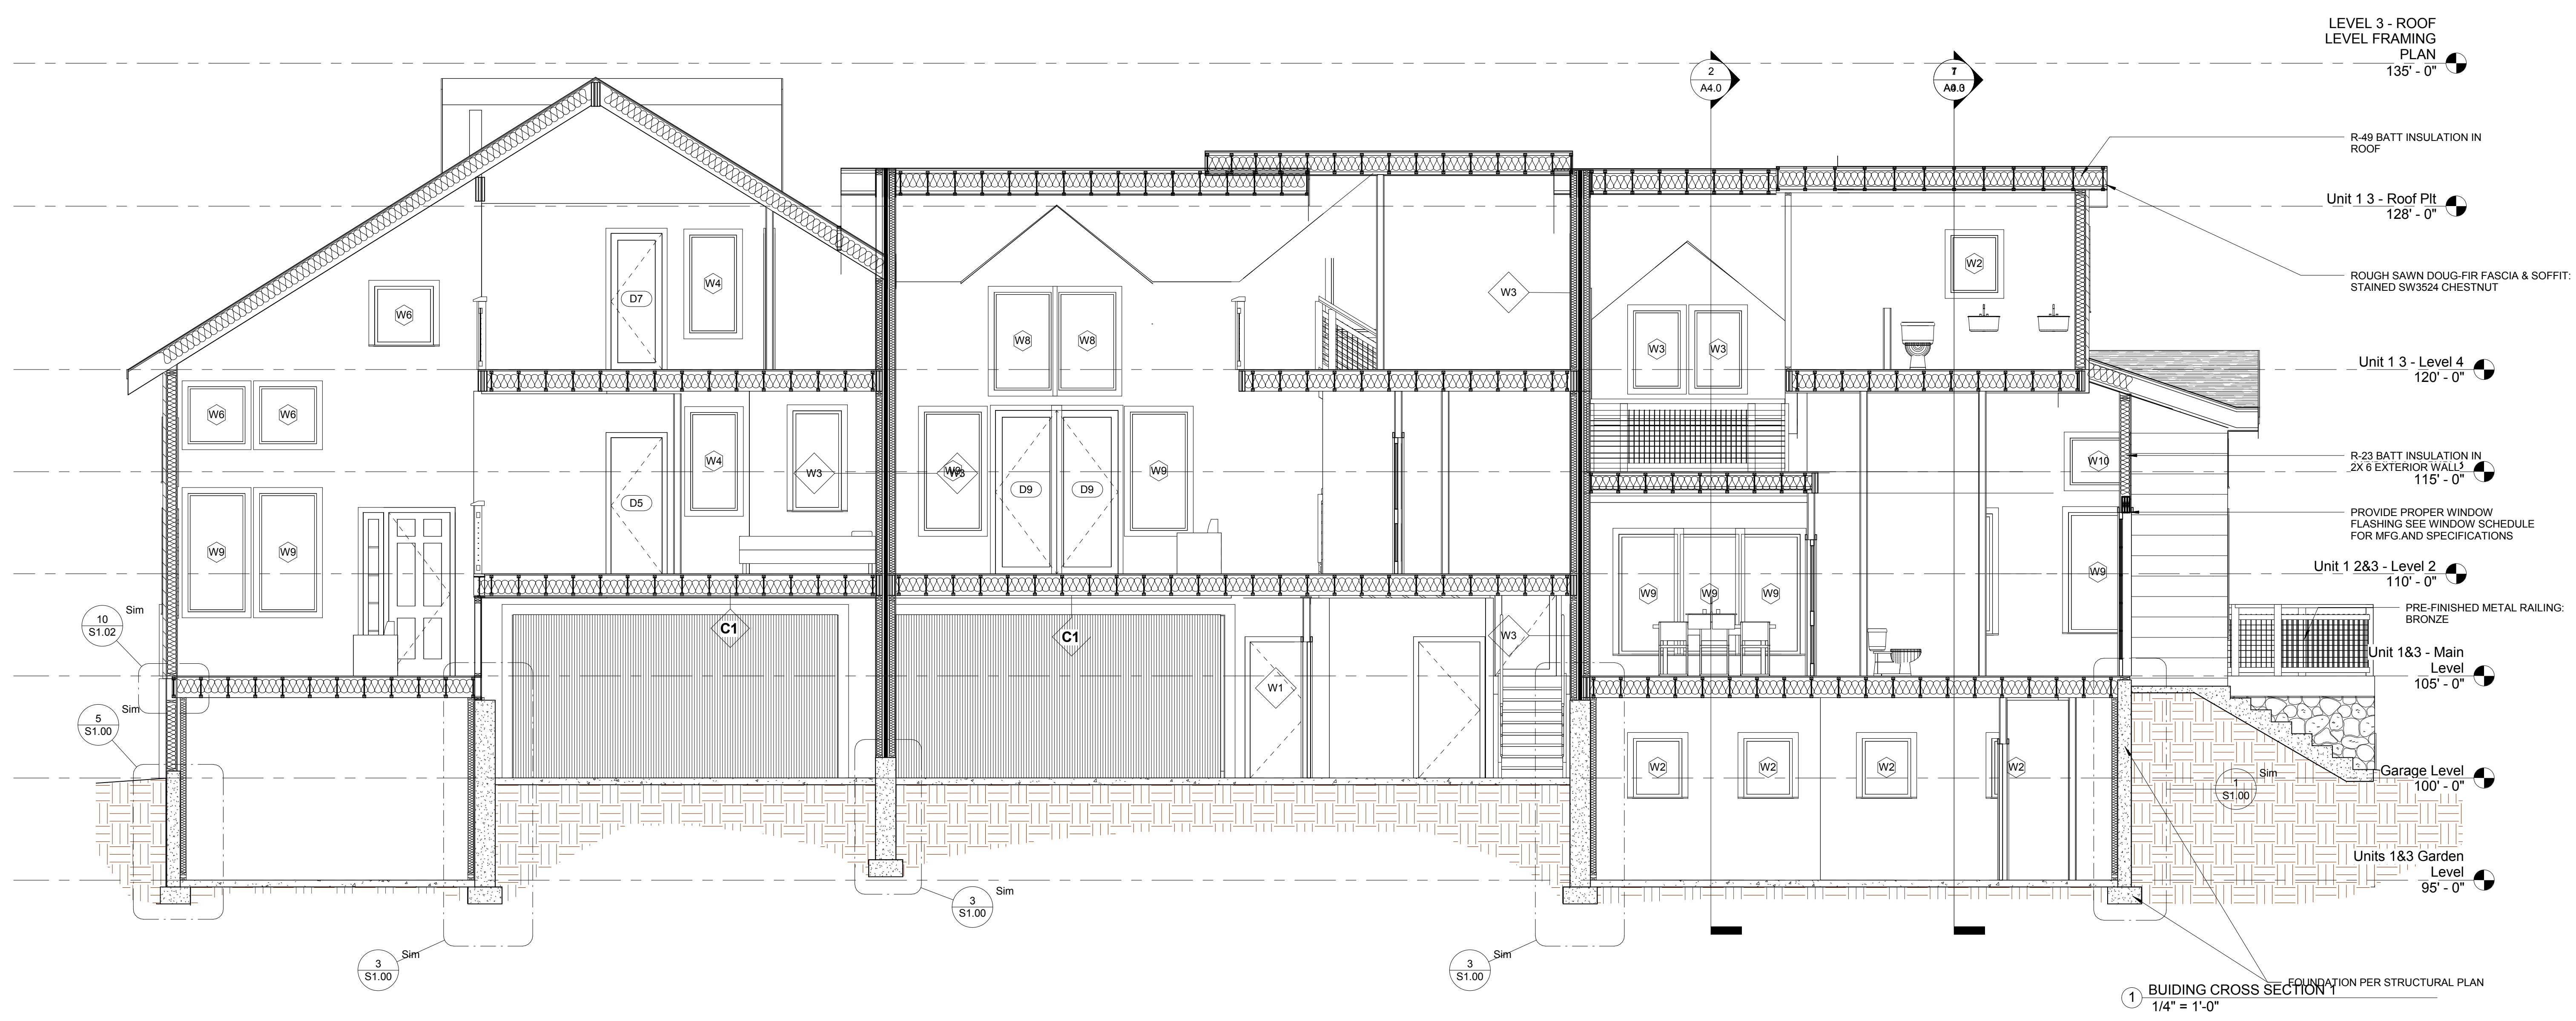 LEVEL 3 - ROOF
LEVEL FRAMING
PLAN
135' - 0"
2
A4.0
R-49 BATT INSULATION IN
ROOF
Unit 1 3 - Roof Plt
128' - 0"
W2
ROUGH SAWN DOUG-FIR FASCIA & SOFFIT:
STAINED SW3524 CHESTNUT
D7
W4
W6
W3
W8
W8
W3
W3
Unit 1 3 - Level 4
120' - 0"
W6
W6
W4
W3
W9
W10
R-23 BATT INSULATION IN
2X 6 EXTERIOR WALL
115' - 0"
D5
D9
D9
PROVIDE PROPER WINDOW
FLASHING SEE WINDOW SCHEDULE
FOR MFG.AND SPECIFICATIONS
W9
W9
Unit 1 2&3 - Level 2
110' - 0"
W9
W9
W9
W9
W9
PRE-FINISHED METAL RAILING:
BRONZE
10
S1.02
Sim
C1
C1
W3
Unit 1&3 - Main
Level
105' - 0"
W1
5
S1.00
Sim
W2
W2
W2
W2
Garage Level
100' - 0"
1
S1.00
Sim
Units 1&3 Garden
Level
95' - 0"
3
S1.00
Sim
3
S1.00
Sim
3
S1.00
Sim
FOUNDATION PER STRUCTURAL PLAN
1
BUIDING CROSS SECTION 1
1/4" = 1'-0"